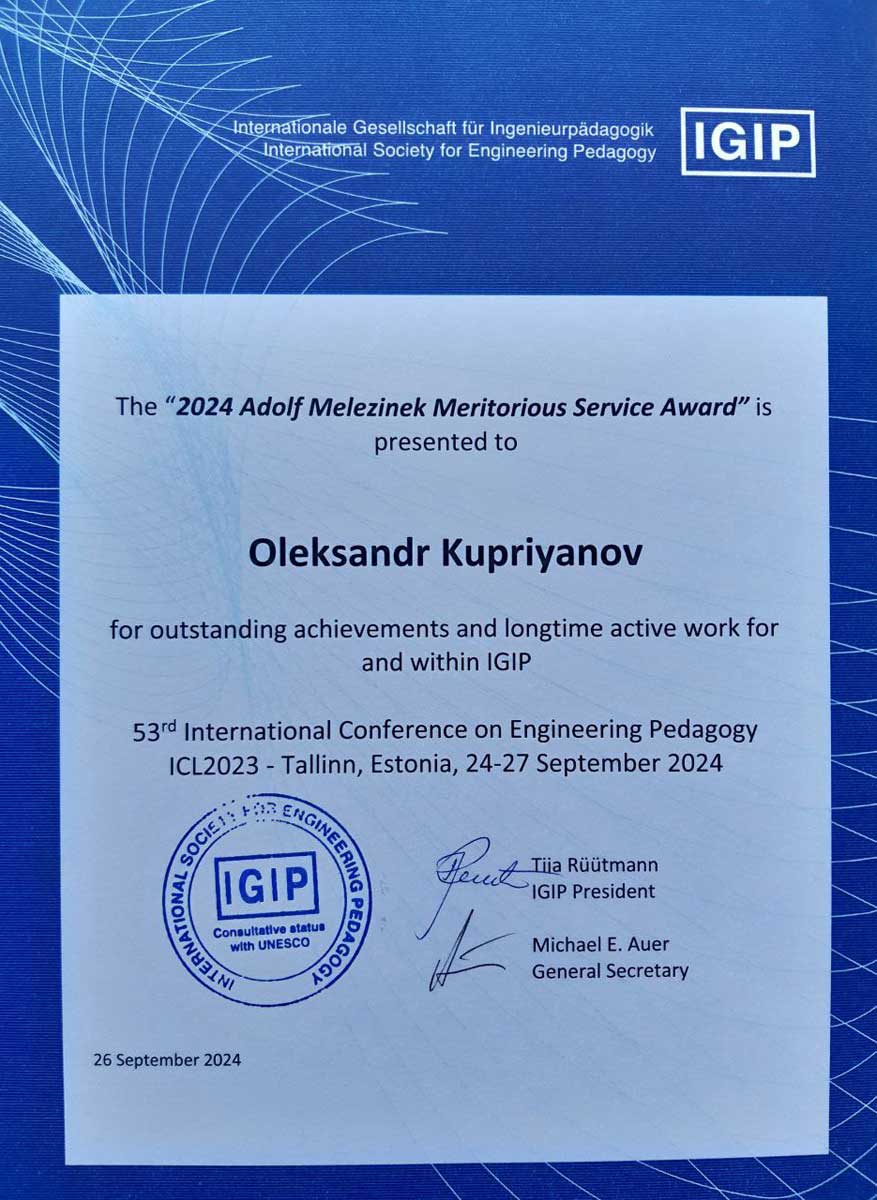 Internationale Gesellschaft für Ingenieurpädagogik
International Society for Engineering Pedagogy
IGIP
The “2024 Adolf Melezinek Meritorious Service Award” is
presented to
Oleksandr Kupriyanov
for outstanding achievements and longtime active work for
and within IGIP
53rd International Conference on Engineering Pedagogy
ICL2023 - Tallinn, Estonia, 24-27 September 2024
INTERNATIONAL SOCIETY FOR ENGINEERING PEDAGOGY
IGIP
Consultative status
with UNESCO
Tiia Rüütmann
IGIP President
Michael E. Auer
General Secretary
26 September 2024